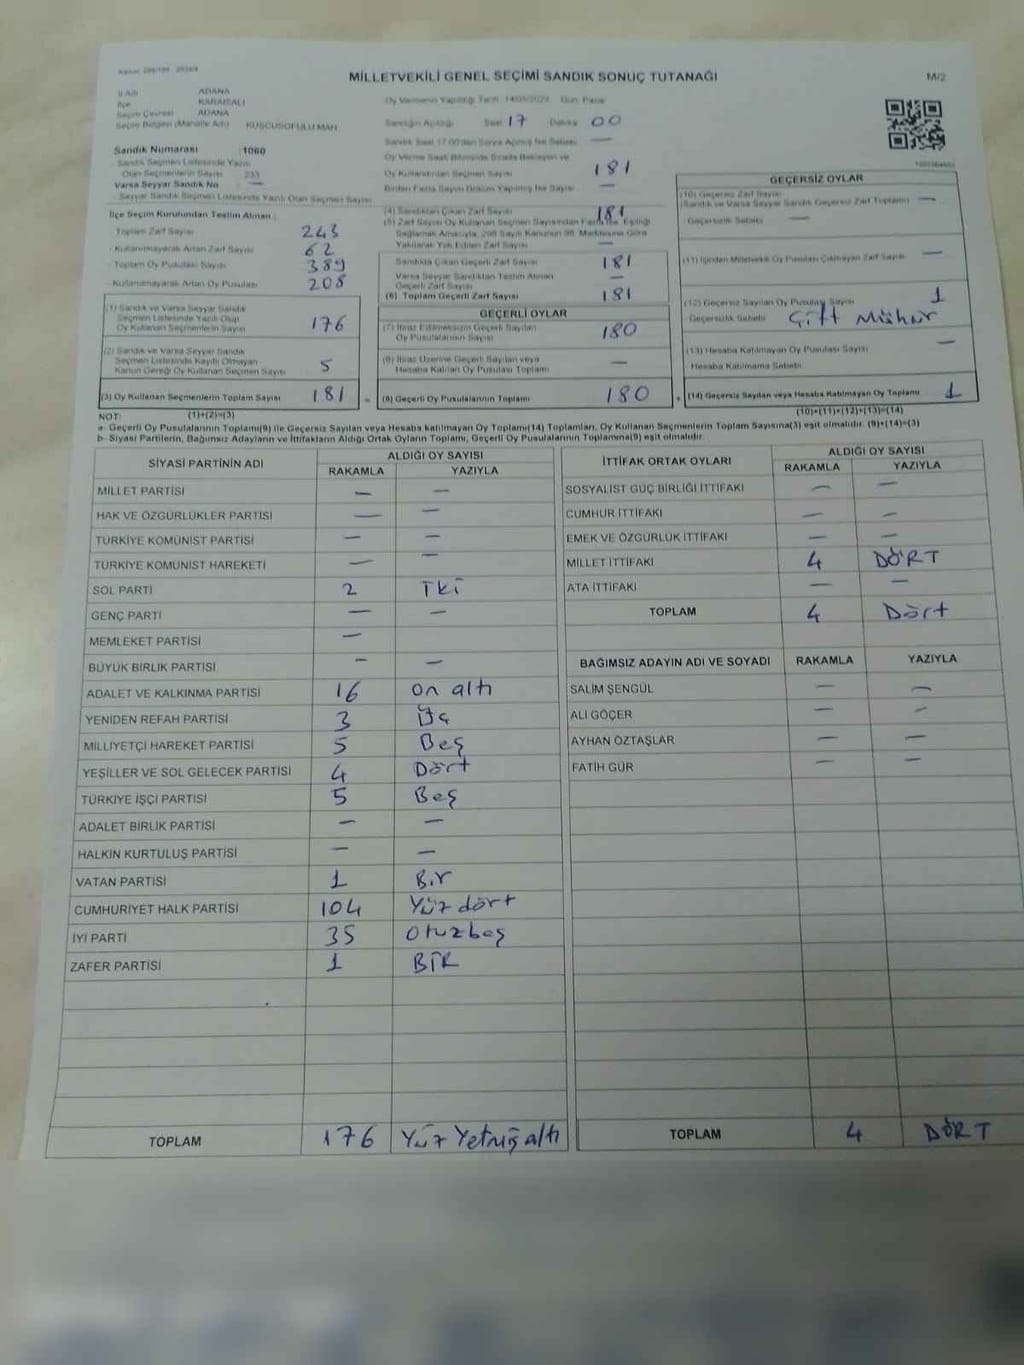 MİLLETVEKİLİ GENEL SEÇİMİ SANDIK SONUÇ TUTANAĞI
M/2
İl Adı ADANA
İlçe KARAİSALI
Seçim Çevresi ADANA
Seçim Bölgesi (Mahalle Adı) KUŞCUSOFULU MAH.
Sandık Numarası :1060
Sandık Seçmen Listesinde Yazılı
Olan Seçmenlerin Sayısı 233
Varsa Seyyar Sandık No —
Seyyar Sandık Seçmen Listesinde Yazılı Olan Seçmen Sayısı
İlçe Seçim Kurulundan Teslim Alınan
Toplam Zarf Sayısı 243
Kullanılmayarak Artan Zarf Sayısı 62
Toplam Oy Pusulası Sayısı 389
Kullanılmayarak Artan Oy Pusulası 208
(1) Sandık ve Varsa Seyyar Sandık
Seçmen Listesinde Yazılı Olup
Oy Kullanan Seçmenlerin Sayısı 176
(2) Sandık ve Varsa Seyyar Sandık
Seçmen Listesinde Kaydı Olmayan
Kanun Gereği Oy Kullanan Seçmen Sayısı 5
(3) Oy Kullanan Seçmenlerin Toplam Sayısı 181
Oy Vermenin Yapıldığı Tarih 14/05/2023 Gün: Pazar
Sandığın Açıldığı Saat 17 Dakika 00
Sandık Saat 17.00'den Sonra Açılmış İse Sebebi —
Oy Verme Saati Bitiminde Sırada Bekleyen ve
Oy Kullandırılan Seçmen Sayısı 181
Birden Fazla Sayım Döküm Yapılmış İse Sayısı —
(4) Sandıktan Çıkan Zarf Sayısı 181
(5) Zarf Sayısı Oy Kullanan Seçmen Sayısından Fazla İse, Eşitliği
Sağlamak Amacıyla, 298 Sayılı Kanunun 98. Maddesine Göre
Yakılarak Yok Edilen Zarf Sayısı —
Sandıkda Çıkan Geçerli Zarf Sayısı 181
Varsa Seyyar Sandıktan Teslim Alınan
Geçerli Zarf Sayısı —
(6) Toplam Geçerli Zarf Sayısı 181
GEÇERLİ OYLAR
(7) İtiraz Edilmeksizin Geçerli Sayılan
Oy Pusulalarının Sayısı 180
(8) İtiraz Üzerine Geçerli Sayılan veya
Hesaba Katılan Oy Pusulası Toplamı —
(9) Geçerli Oy Pusulalarının Toplamı 180
GEÇERSİZ OYLAR
(10) Geçersiz Zarf Sayısı
(Sandık ve Varsa Seyyar Sandık Geçersiz Zarf Toplamı) —
Geçersizlik Sebebi —
(11) İçinden Milletvekili Oy Pusulası Çıkmayan Zarf Sayısı —
(12) Geçersiz Sayılan Oy Pusulası Sayısı 1
Geçersizlik Sebebi Çift Mühür
(13) Hesaba Katılmayan Oy Pusulası Sayısı —
Hesaba Katılmama Sebebi
(14) Geçersiz Sayılan veya Hesaba Katılmayan Oy Toplamı 1
NOT: (1)+(2)=(3)
(10)+(11)+(12)+(13)=(14)
a- Geçerli Oy Pusulalarının Toplamı(9) ile Geçersiz Sayılan veya Hesaba katılmayan Oy Toplamı(14) Toplamları, Oy Kullanan Seçmenlerin Toplam Sayısına(3) eşit olmalıdır. (9)+(14)=(3)
b- Siyasi Partilerin, Bağımsız Adayların ve İttifakların Aldığı Ortak Oyların Toplamı, Geçerli Oy Pusulalarının Toplamına(9) eşit olmalıdır.
SİYASİ PARTİNİN ADI ALDIĞI OY SAYISI
RAKAMLA YAZIYLA
MİLLET PARTİSİ — —
HAK VE ÖZGÜRLÜKLER PARTİSİ — —
TÜRKİYE KOMÜNİST PARTİSİ — —
TÜRKİYE KOMÜNİST HAREKETİ — —
SOL PARTİ 2 İki
GENÇ PARTİ — —
MEMLEKET PARTİSİ —
BÜYÜK BİRLİK PARTİSİ — —
ADALET VE KALKINMA PARTİSİ 16 on altı
YENİDEN REFAH PARTİSİ 3 Üç
MİLLİYETÇİ HAREKET PARTİSİ 5 Beş
YEŞİLLER VE SOL GELECEK PARTİSİ 4 Dört
TÜRKİYE İŞÇİ PARTİSİ 5 Beş
ADALET BİRLİK PARTİSİ — —
HALKIN KURTULUŞ PARTİSİ — —
VATAN PARTİSİ 1 Bir
CUMHURİYET HALK PARTİSİ 104 Yüz dört
İYİ PARTİ 35 otuzbeş
ZAFER PARTİSİ 1 BİR
TOPLAM 176 Yüz Yetmiş altı
İTTİFAK ORTAK OYLARI ALDIĞI OY SAYISI
RAKAMLA YAZIYLA
SOSYALİST GÜÇ BİRLİĞİ İTTİFAKI — —
CUMHUR İTTİFAKI — —
EMEK VE ÖZGÜRLÜK İTTİFAKI — —
MİLLET İTTİFAKI 4 DÖRT
ATA İTTİFAKI — —
TOPLAM 4 Dört
BAĞIMSIZ ADAYIN ADI VE SOYADI RAKAMLA YAZIYLA
SALİM ŞENGÜL — —
ALİ GÖÇER — —
AYHAN ÖZTAŞLAR — —
FATİH GÜR — —
TOPLAM 4 DÖRT